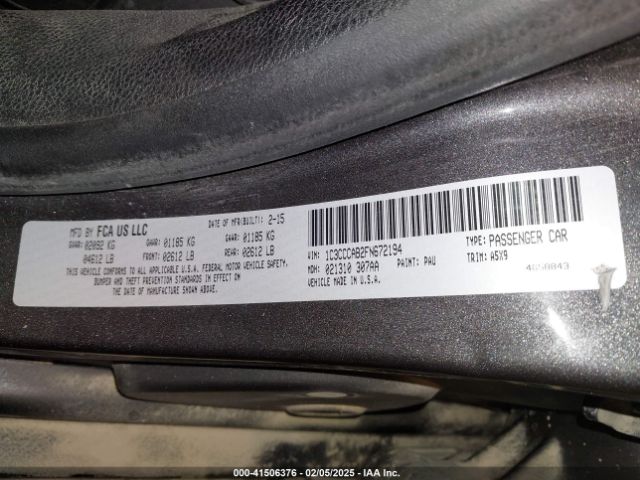 MFD BY FCA US LLC DATE OF MFR(BUILT): 2-15
GVWR: 02092 KG GAWR: 01185 KG GAWR: 01185 KG
04612 LB FRONT: 02612 LB REAR: 02612 LB
THIS VEHICLE CONFORMS TO ALL APPLICABLE U.S.A. FEDERAL MOTOR VEHICLE SAFETY,
BUMPER AND THEFT PREVENTION STANDARDS IN EFFECT ON
THE DATE OF MANUFACTURE SHOWN ABOVE.
VIN: 1C3CCCAB2FN672194 TYPE: PASSENGER CAR
MDH: 021310 307AA PAINT: PAU TRIM: A5X9
VEHICLE MADE IN U.S.A. 4650843
000-41506376 | 02/05/2025 | IAA Inc.